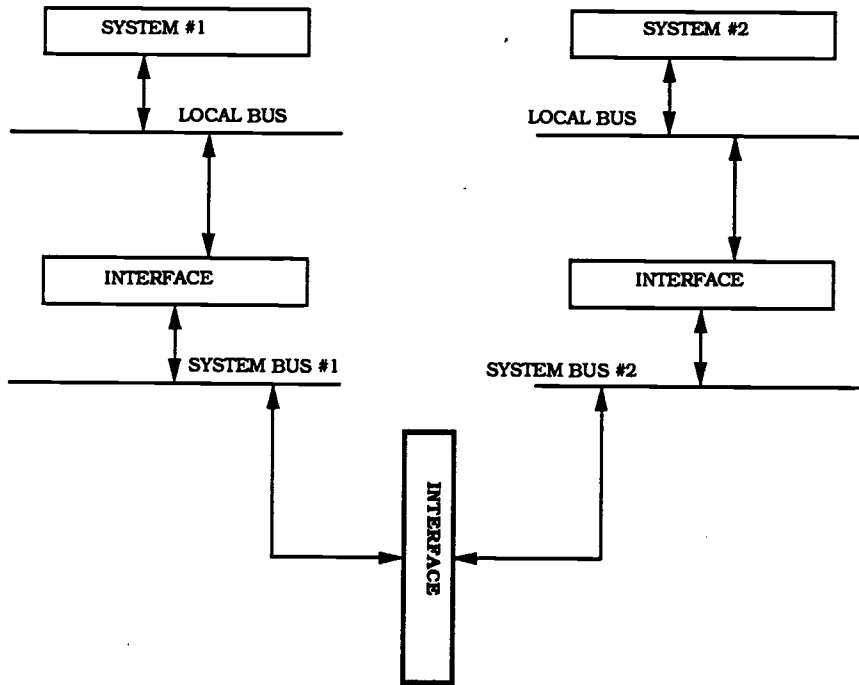 SYSTEM #1
SYSTEM #2
LOCAL BUS
LOCAL BUS
INTERFACE
INTERFACE
SYSTEM BUS #1
SYSTEM BUS #2
INTERFACE